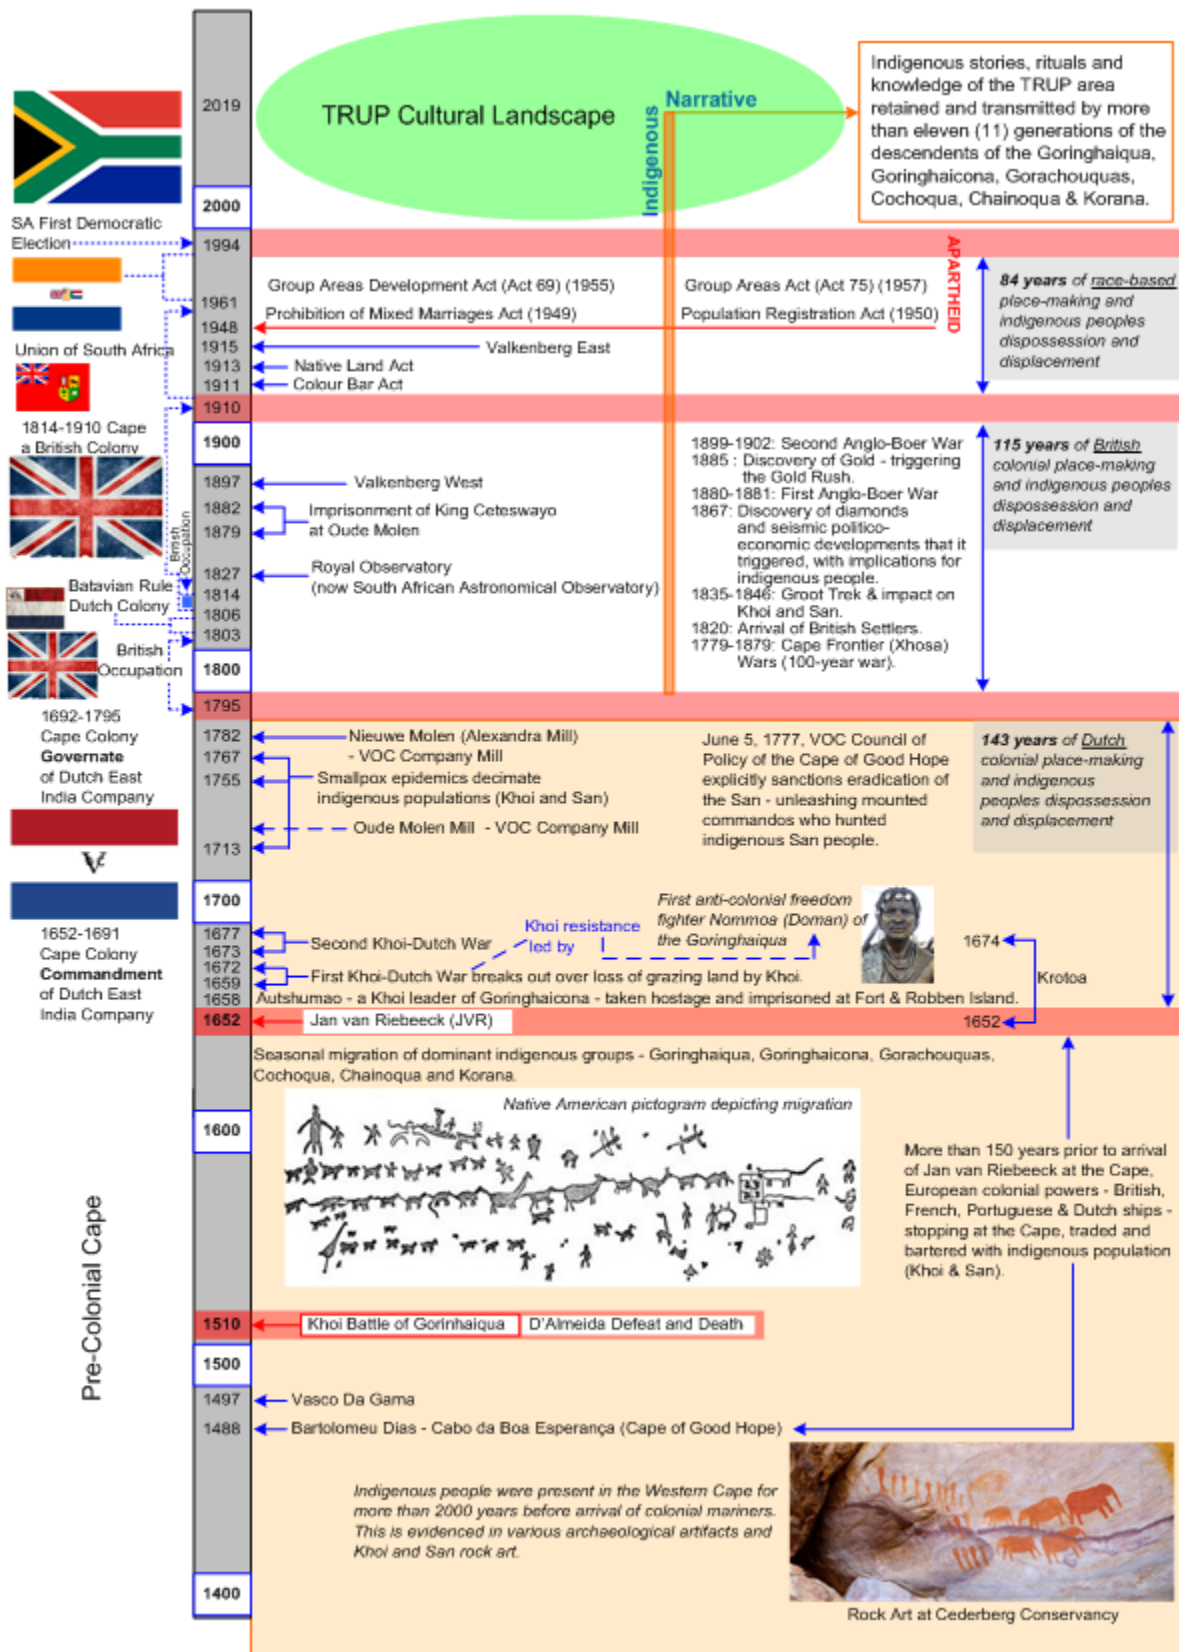 2019
TRUP Cultural Landscape
Narrative
Indigenous
Indigenous stories, rituals and
knowledge of the TRUP area
retained and transmitted by more
than eleven (11) generations of the
descendents of the Goringhaiqua,
Goringhaicona, Gorachouquas,
Cochoqua, Chainoqua & Korana.
2000
SA First Democratic
Election
1994
APARTHEID
Group Areas Development Act (Act 69) (1955)
Group Areas Act (Act 75) (1957)
84 years of race-based
place-making and
indigenous peoples
dispossession and
displacement
1961
Prohibition of Mixed Marriages Act (1949)
Population Registration Act (1950)
1948
Union of South Africa
1915
Valkenberg East
1913
Native Land Act
1911
Colour Bar Act
1910
1814-1910 Cape
a British Colony
1900
1899-1902: Second Anglo-Boer War
1885 : Discovery of Gold - triggering
the Gold Rush.
1880-1881: First Anglo-Boer War
1867: Discovery of diamonds
and seismic politico-
economic developments that it
triggered, with implications for
indigenous people.
1835-1846: Groot Trek & impact on
Khoi and San.
1820: Arrival of British Settlers.
1779-1879: Cape Frontier (Xhosa)
Wars (100-year war).
115 years of British
colonial place-making
and indigenous peoples
dispossession and
displacement
1897
Valkenberg West
1882
Imprisonment of King Ceteswayo
at Oude Molen
1879
British
Occupation
1827
Royal Observatory
(now South African Astronomical Observatory)
Batavian Rule
Dutch Colony
1814
1806
1803
British
Occupation
1800
1795
1692-1795
Cape Colony
Governate
of Dutch East
India Company
1782
Nieuwe Molen (Alexandra Mill)
- VOC Company Mill
1767
1755
Smallpox epidemics decimate
indigenous populations (Khoi and San)
Oude Molen Mill - VOC Company Mill
1713
June 5, 1777, VOC Council of
Policy of the Cape of Good Hope
explicitly sanctions eradication of
the San - unleashing mounted
commandos who hunted
indigenous San people.
143 years of Dutch
colonial place-making
and indigenous
peoples dispossession
and displacement
1700
1652-1691
Cape Colony
Commandment
of Dutch East
India Company
Khoi resistance
led by
First anti-colonial freedom
fighter Nommoa (Doman) of
the Goringhaiqua
1677
Second Khoi-Dutch War
1673
1672
First Khoi-Dutch War breaks out over loss of grazing land by Khoi.
1659
1658
Autshumao - a Khoi leader of Goringhaicona - taken hostage and imprisoned at Fort & Robben Island.
1674
Krotoa
1652
1652
Jan van Riebeeck (JVR)
Seasonal migration of dominant indigenous groups - Goringhaiqua, Goringhaicona, Gorachouquas,
Cochoqua, Chainoqua and Korana.
Native American pictogram depicting migration
1600
More than 150 years prior to arrival
of Jan van Riebeeck at the Cape,
European colonial powers - British,
French, Portuguese & Dutch ships -
stopping at the Cape, traded and
bartered with indigenous population
(Khoi & San).
Pre-Colonial Cape
1510
Khoi Battle of Gorinhaiqua
D'Almeida Defeat and Death
1500
1497
Vasco Da Gama
1488
Bartolomeu Dias - Cabo da Boa Esperança (Cape of Good Hope)
Indigenous people were present in the Western Cape for
more than 2000 years before arrival of colonial mariners.
This is evidenced in various archaeological artifacts and
Khoi and San rock art.
1400
Rock Art at Cederberg Conservancy